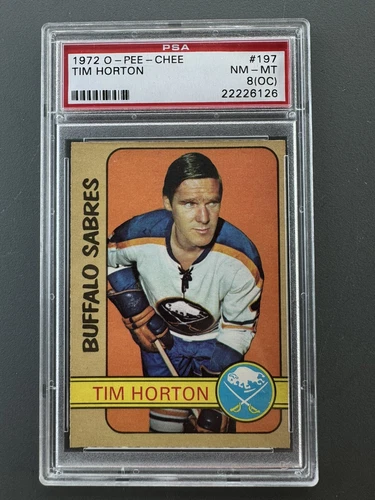 PSA
1972 O-PEE-CHEE #197
TIM HORTON NM-MT
8(OC)
22226126
BUFFALO SABRES
TIM HORTON